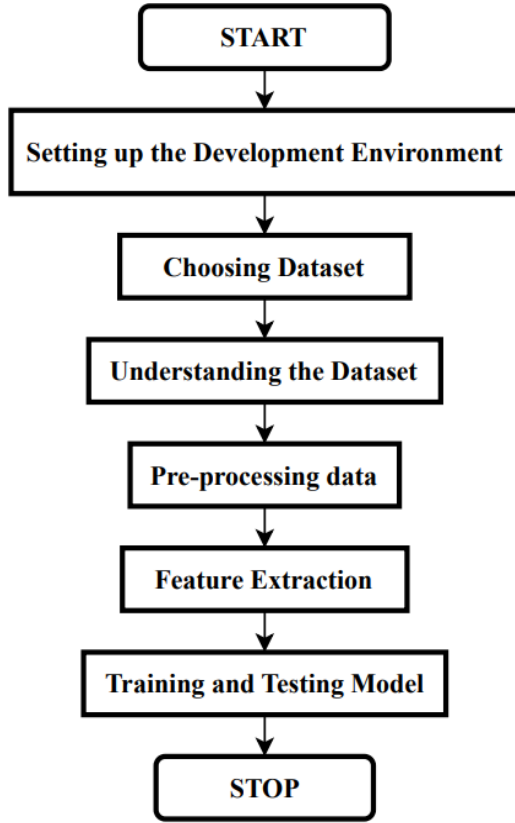 START
Setting up the Development Environment
Choosing Dataset
Understanding the Dataset
Pre-processing data
Feature Extraction
Training and Testing Model
STOP